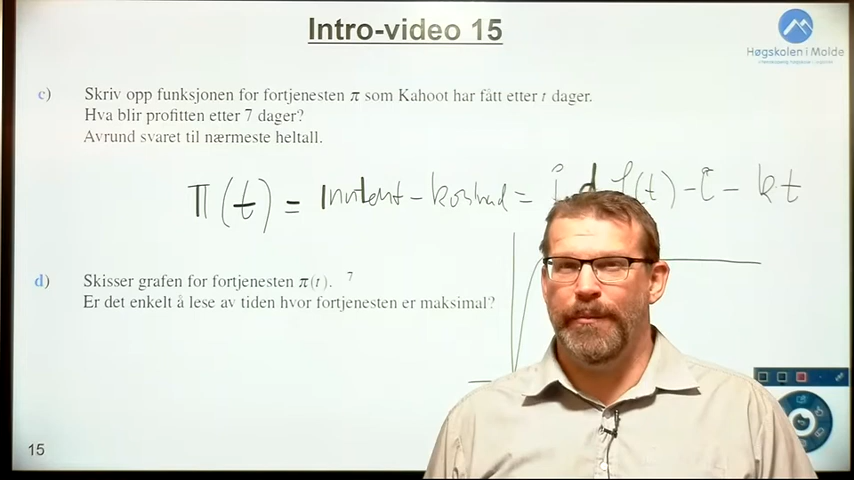 Intro-video 15
Høgskolen i Molde
c) Skriv opp funksjonen for fortjenesten π som Kahoot har fått etter t dager.
Hva blir profitten etter 7 dager?
Avrund svaret til nærmeste heltall.
π(t) = Inntekt - kostnad = i d f(t) - i - k t
d) Skisser grafen for fortjenesten π(t). 7
Er det enkelt å lese av tiden hvor fortjenesten er maksimal?
15